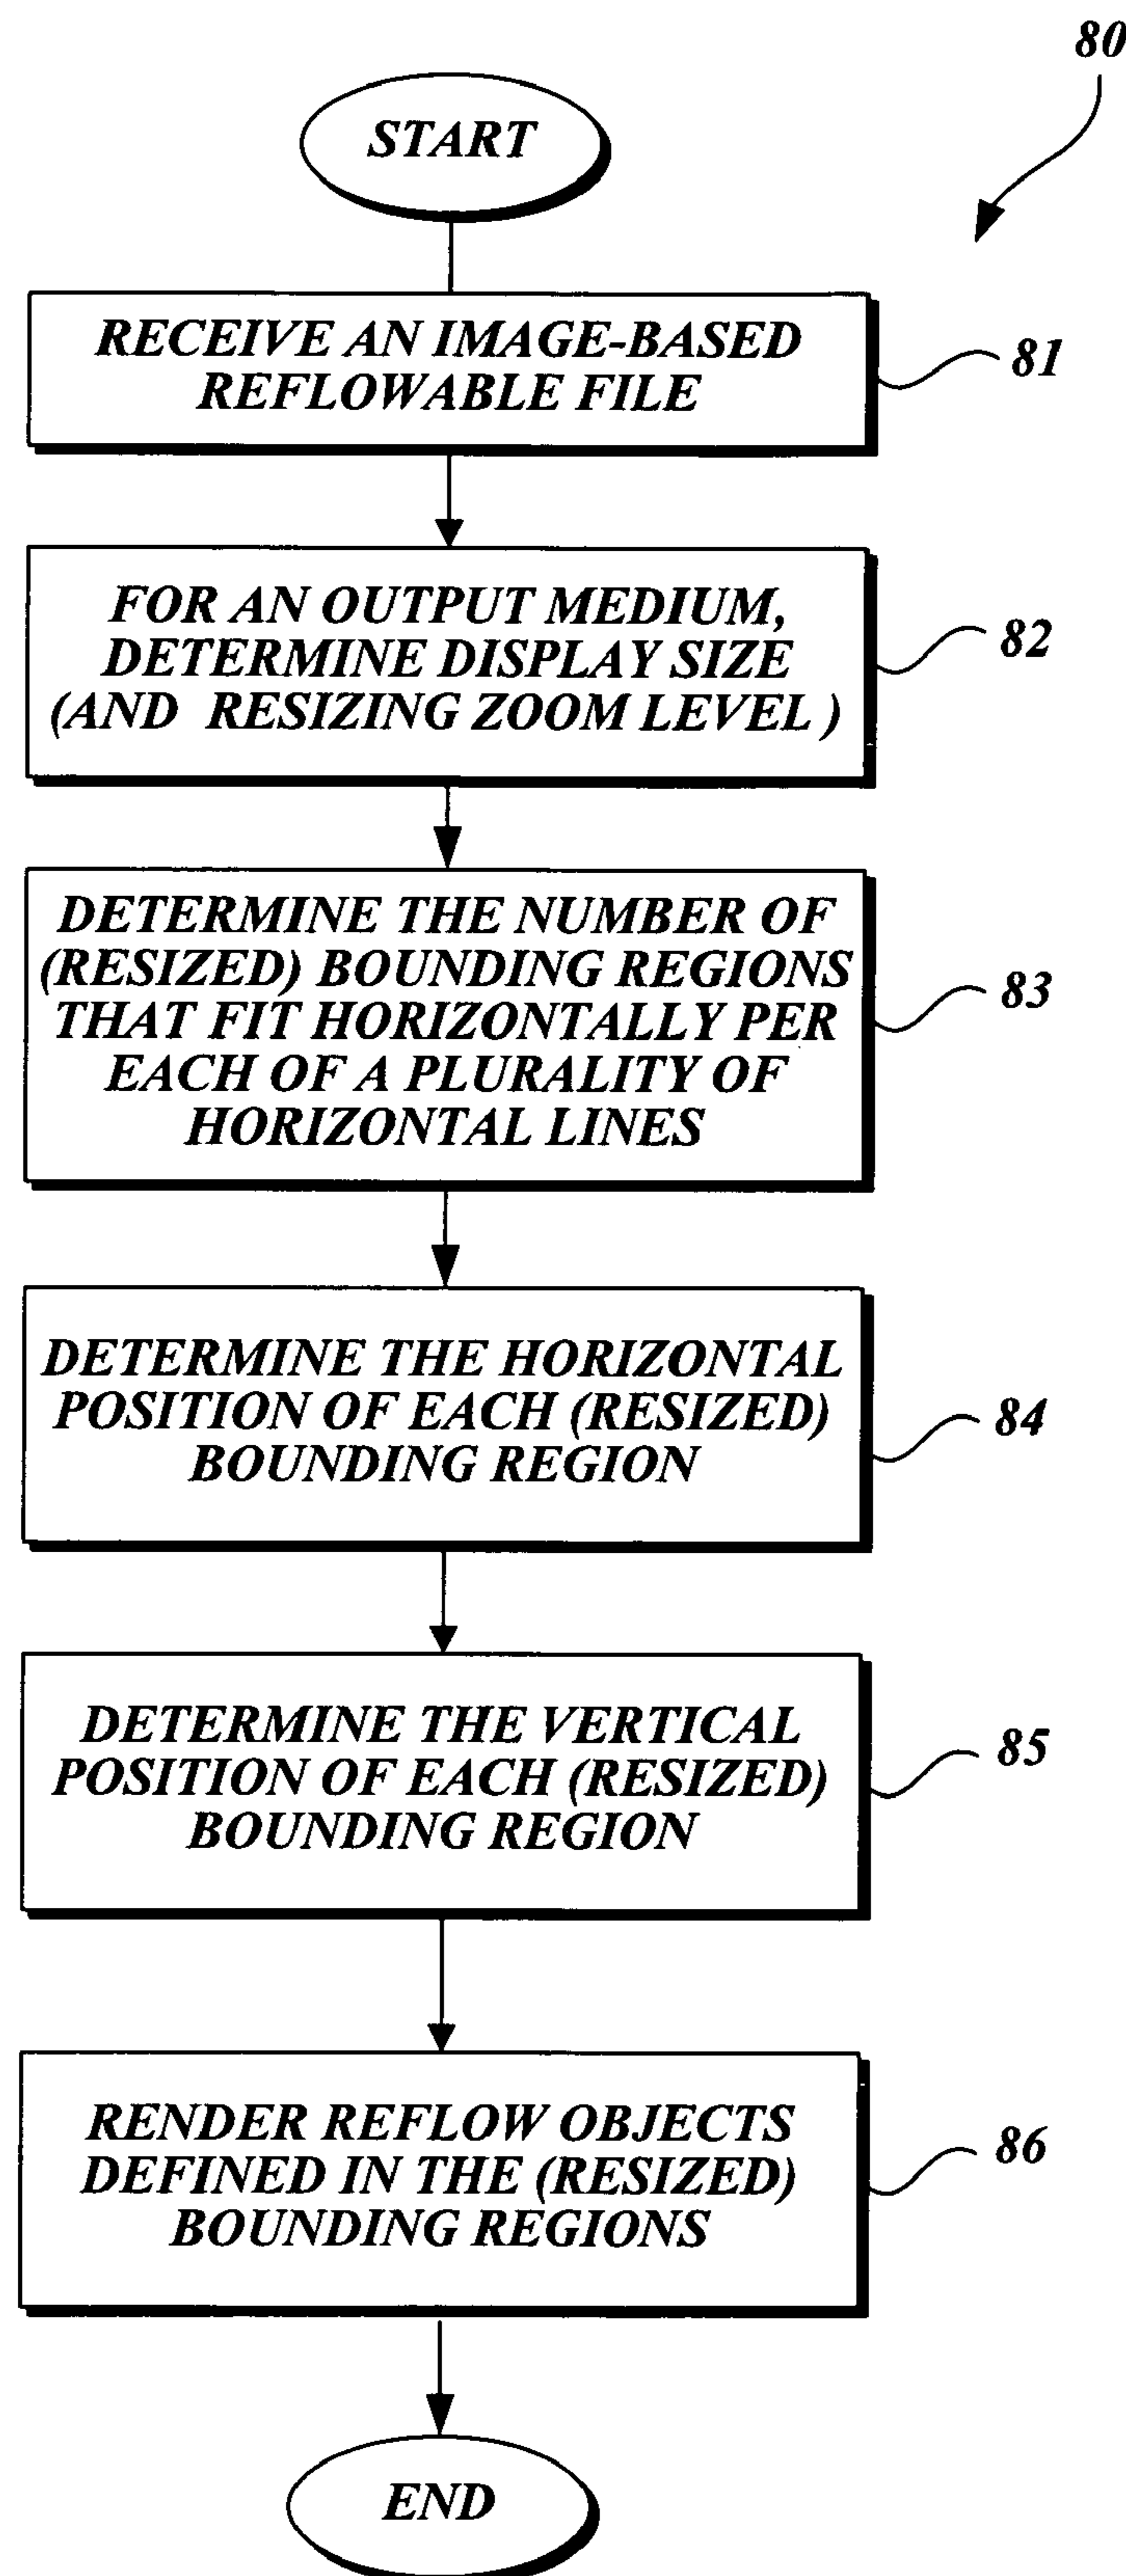 80
START
RECEIVE AN IMAGE-BASED
REFLOWABLE FILE
81
FOR AN OUTPUT MEDIUM,
DETERMINE DISPLAY SIZE
(AND RESIZING ZOOM LEVEL )
82
DETERMINE THE NUMBER OF
(RESIZED) BOUNDING REGIONS
THAT FIT HORIZONTALLY PER
EACH OF A PLURALITY OF
HORIZONTAL LINES
83
DETERMINE THE HORIZONTAL
POSITION OF EACH (RESIZED)
BOUNDING REGION
84
DETERMINE THE VERTICAL
POSITION OF EACH (RESIZED)
BOUNDING REGION
85
RENDER REFLOW OBJECTS
DEFINED IN THE (RESIZED)
BOUNDING REGIONS
86
END